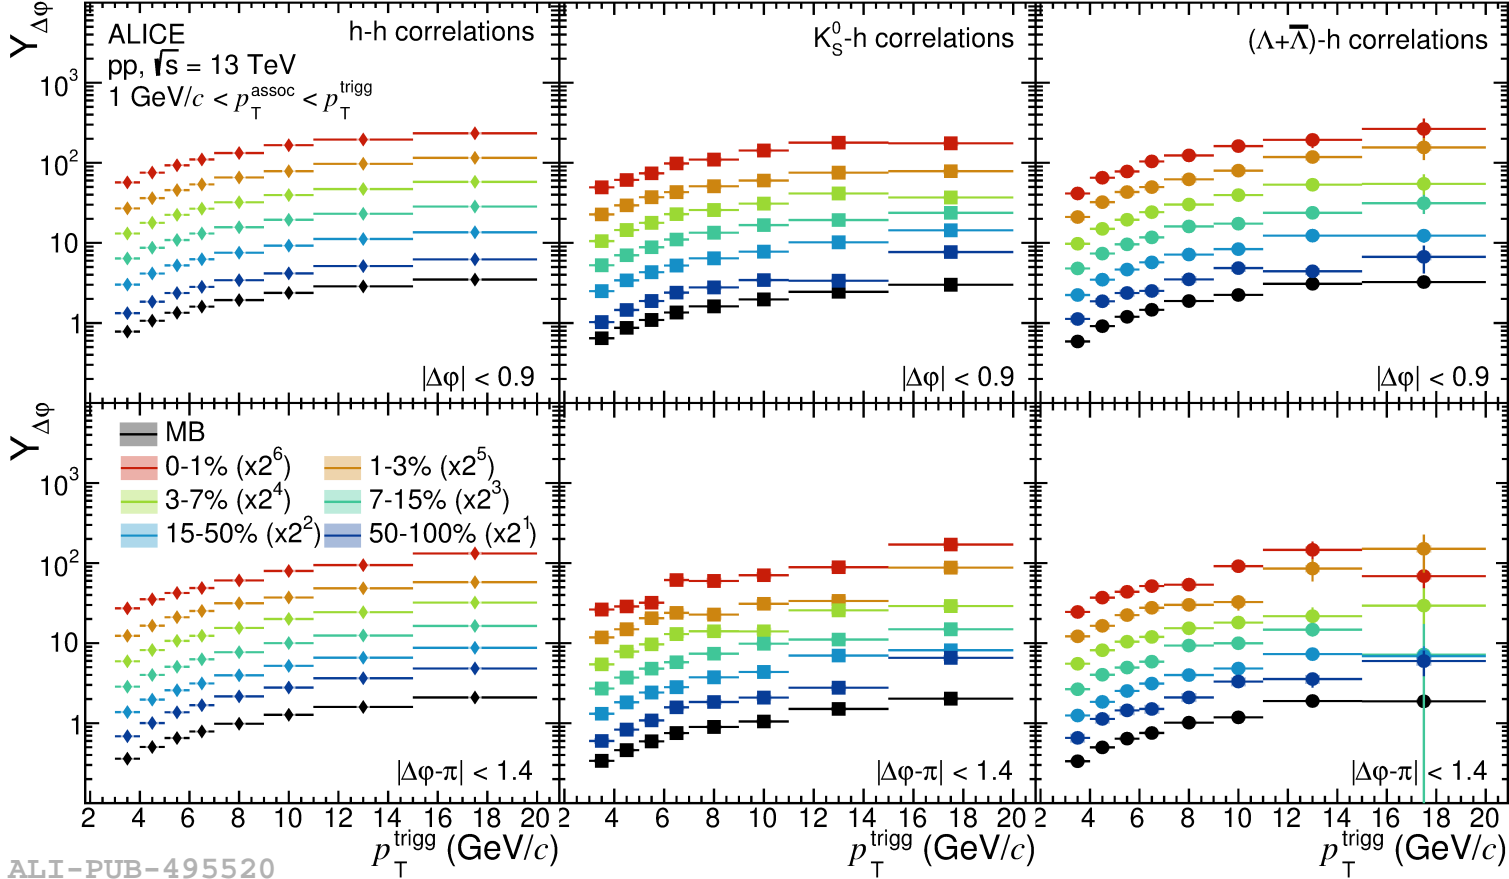 Y_Δφ
ALICE
pp, √s = 13 TeV
1 GeV/c < p_T^assoc < p_T^trigg
h-h correlations
K_S^0-h correlations
(Λ+Λ̅)-h correlations
10^3
10^2
10
1
|Δφ| < 0.9
|Δφ| < 0.9
|Δφ| < 0.9
Y_Δφ
MB
0-1% (x2^6) 1-3% (x2^5)
3-7% (x2^4) 7-15% (x2^3)
15-50% (x2^2) 50-100% (x2^1)
10^3
10^2
10
1
|Δφ-π| < 1.4
|Δφ-π| < 1.4
|Δφ-π| < 1.4
2 4 6 8 10 12 14 16 18 20
2 4 6 8 10 12 14 16 18 20
2 4 6 8 10 12 14 16 18 20
p_T^trigg (GeV/c)
p_T^trigg (GeV/c)
p_T^trigg (GeV/c)
ALI-PUB-495520